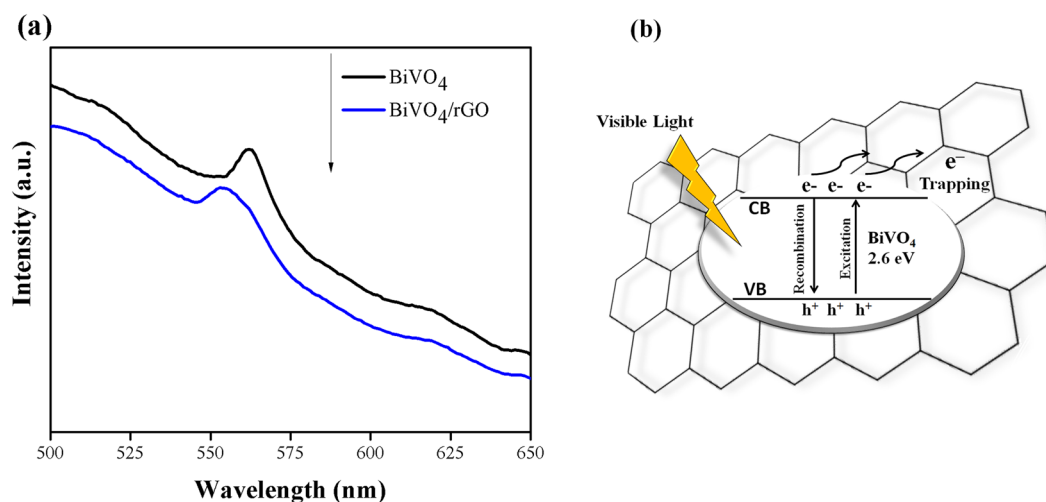 (a)
BiVO4
BiVO4/rGO
Intensity (a.u.)
500 525 550 575 600 625 650
Wavelength (nm)
(b)
Visible Light
e- e- e-
e−
Trapping
CB
Recombination
Excitation
BiVO4
2.6 eV
VB
h+ h+ h+